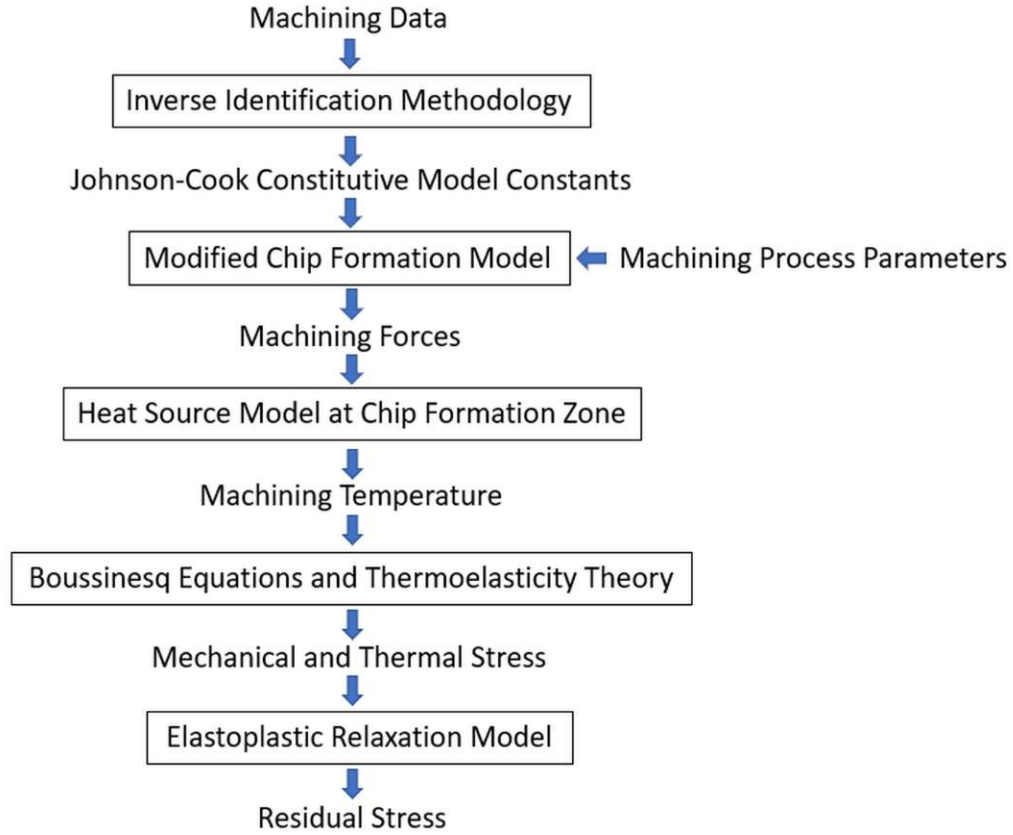 Machining Data
Inverse Identification Methodology
Johnson-Cook Constitutive Model Constants
Modified Chip Formation Model
Machining Process Parameters
Machining Forces
Heat Source Model at Chip Formation Zone
Machining Temperature
Boussinesq Equations and Thermoelasticity Theory
Mechanical and Thermal Stress
Elastoplastic Relaxation Model
Residual Stress